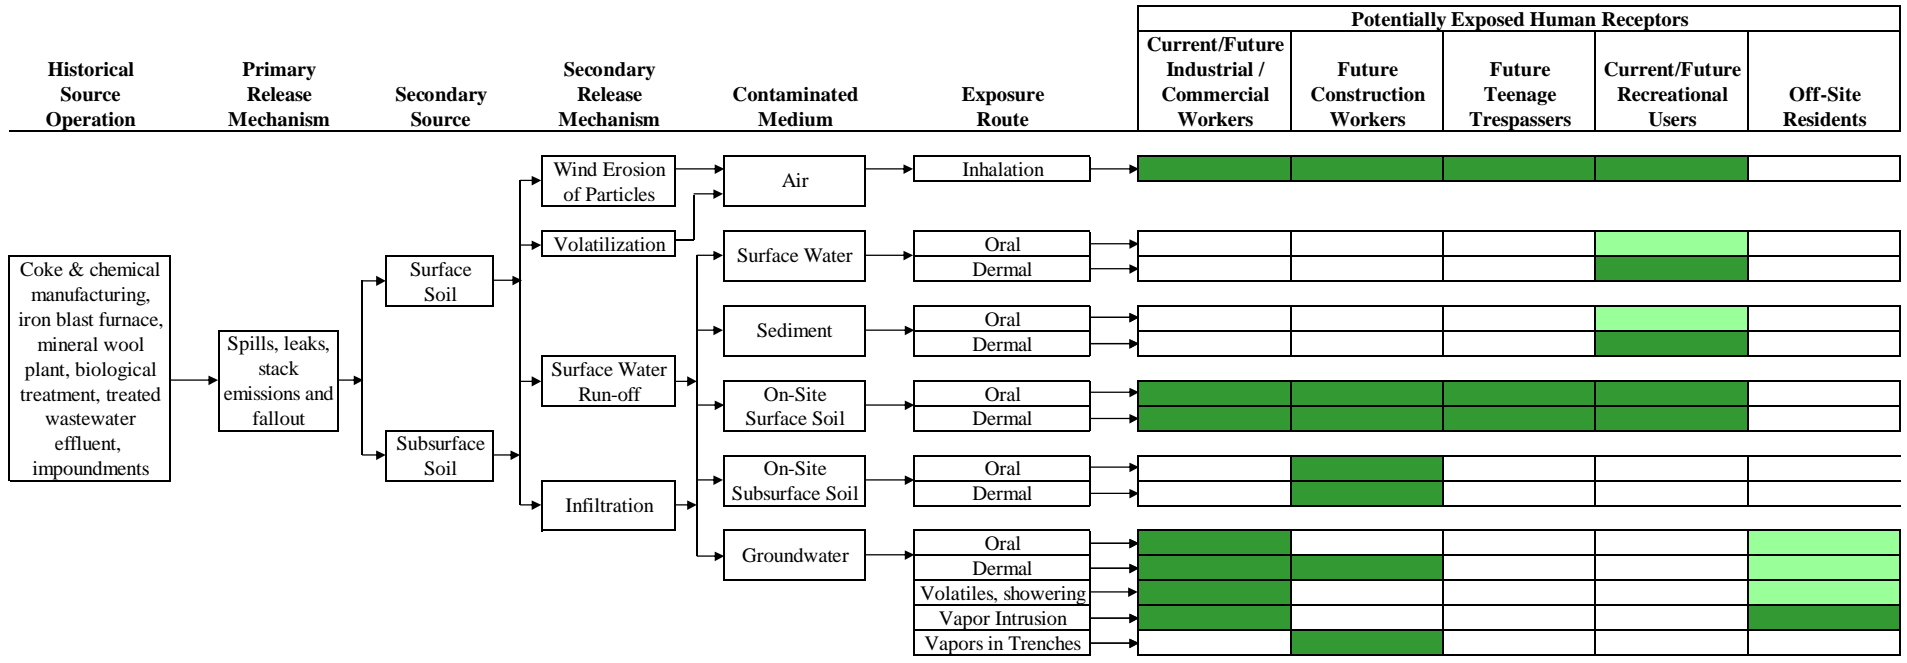 Potentially Exposed Human Receptors
Historical
Source
Operation
Primary
Release
Mechanism
Secondary
Source
Secondary
Release
Mechanism
Contaminated
Medium
Exposure
Route
Current/Future
Industrial /
Commercial
Workers
Future
Construction
Workers
Future
Teenage
Trespassers
Current/Future
Recreational
Users
Off-Site
Residents
Coke & chemical
manufacturing,
iron blast furnace,
mineral wool
plant, biological
treatment, treated
wastewater
effluent,
impoundments
Spills, leaks,
stack
emissions and
fallout
Surface
Soil
Subsurface
Soil
Wind Erosion
of Particles
Volatilization
Surface Water
Run-off
Infiltration
Air
Inhalation
Surface Water
Oral
Dermal
Sediment
Oral
Dermal
On-Site
Surface Soil
Oral
Dermal
On-Site
Subsurface Soil
Oral
Dermal
Groundwater
Oral
Dermal
Volatiles, showering
Vapor Intrusion
Vapors in Trenches